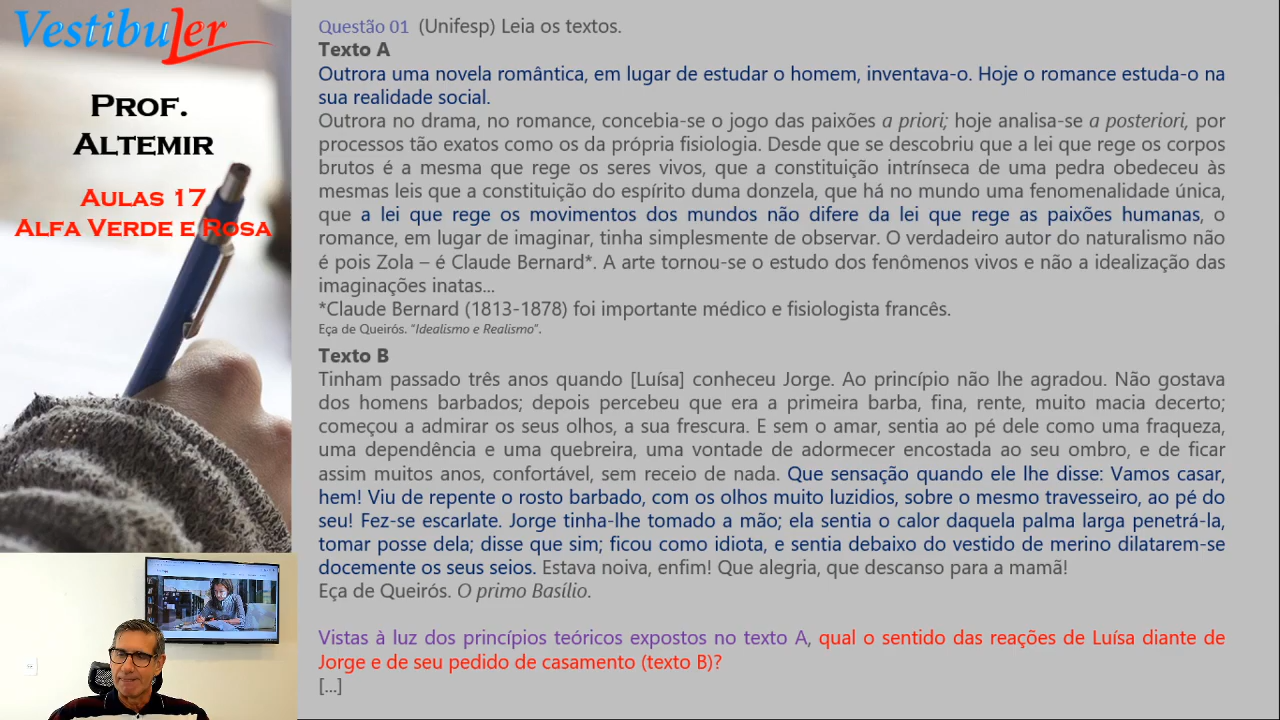 VestibuLer
PROF.
ALTEMIR
AULAS 17
ALFA VERDE E ROSA
Questão 01 (Unifesp) Leia os textos.
Texto A
Outrora uma novela romântica, em lugar de estudar o homem, inventava-o. Hoje o romance estuda-o na
sua realidade social.
Outrora no drama, no romance, concebia-se o jogo das paixões a priori; hoje analisa-se a posteriori, por
processos tão exatos como os da própria fisiologia. Desde que se descobriu que a lei que rege os corpos
brutos é a mesma que rege os seres vivos, que a constituição intrínseca de uma pedra obedeceu às
mesmas leis que a constituição do espírito duma donzela, que há no mundo uma fenomenalidade única,
que a lei que rege os movimentos dos mundos não difere da lei que rege as paixões humanas, o
romance, em lugar de imaginar, tinha simplesmente de observar. O verdadeiro autor do naturalismo não
é pois Zola – é Claude Bernard*. A arte tornou-se o estudo dos fenômenos vivos e não a idealização das
imaginações inatas...
*Claude Bernard (1813-1878) foi importante médico e fisiologista francês.
Eça de Queirós. "Idealismo e Realismo".
Texto B
Tinham passado três anos quando [Luísa] conheceu Jorge. Ao princípio não lhe agradou. Não gostava
dos homens barbados; depois percebeu que era a primeira barba, fina, rente, muito macia decerto;
começou a admirar os seus olhos, a sua frescura. E sem o amar, sentia ao pé dele como uma fraqueza,
uma dependência e uma quebreira, uma vontade de adormecer encostada ao seu ombro, e de ficar
assim muitos anos, confortável, sem receio de nada. Que sensação quando ele lhe disse: Vamos casar,
hem! Viu de repente o rosto barbado, com os olhos muito luzidios, sobre o mesmo travesseiro, ao pé do
seu! Fez-se escarlate. Jorge tinha-lhe tomado a mão; ela sentia o calor daquela palma larga penetrá-la,
tomar posse dela; disse que sim; ficou como idiota, e sentia debaixo do vestido de merino dilatarem-se
docemente os seus seios. Estava noiva, enfim! Que alegria, que descanso para a mamã!
Eça de Queirós. O primo Basílio.
Vistas à luz dos princípios teóricos expostos no texto A, qual o sentido das reações de Luísa diante de
Jorge e de seu pedido de casamento (texto B)?
[...]